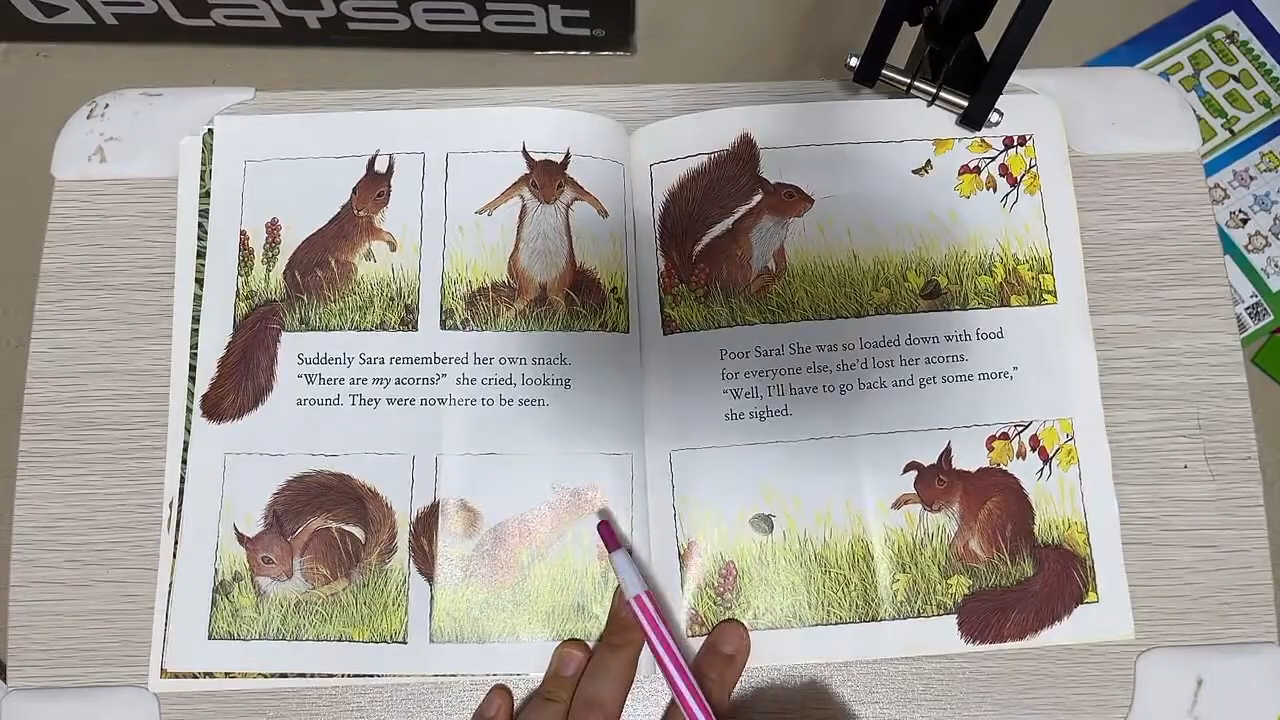 PLAYSEAT®
Suddenly Sara remembered her own snack.
“Where are my acorns?” she cried, looking
around. They were nowhere to be seen.
Poor Sara! She was so loaded down with food
for everyone else, she’d lost her acorns.
“Well, I’ll have to go back and get some more,”
she sighed.